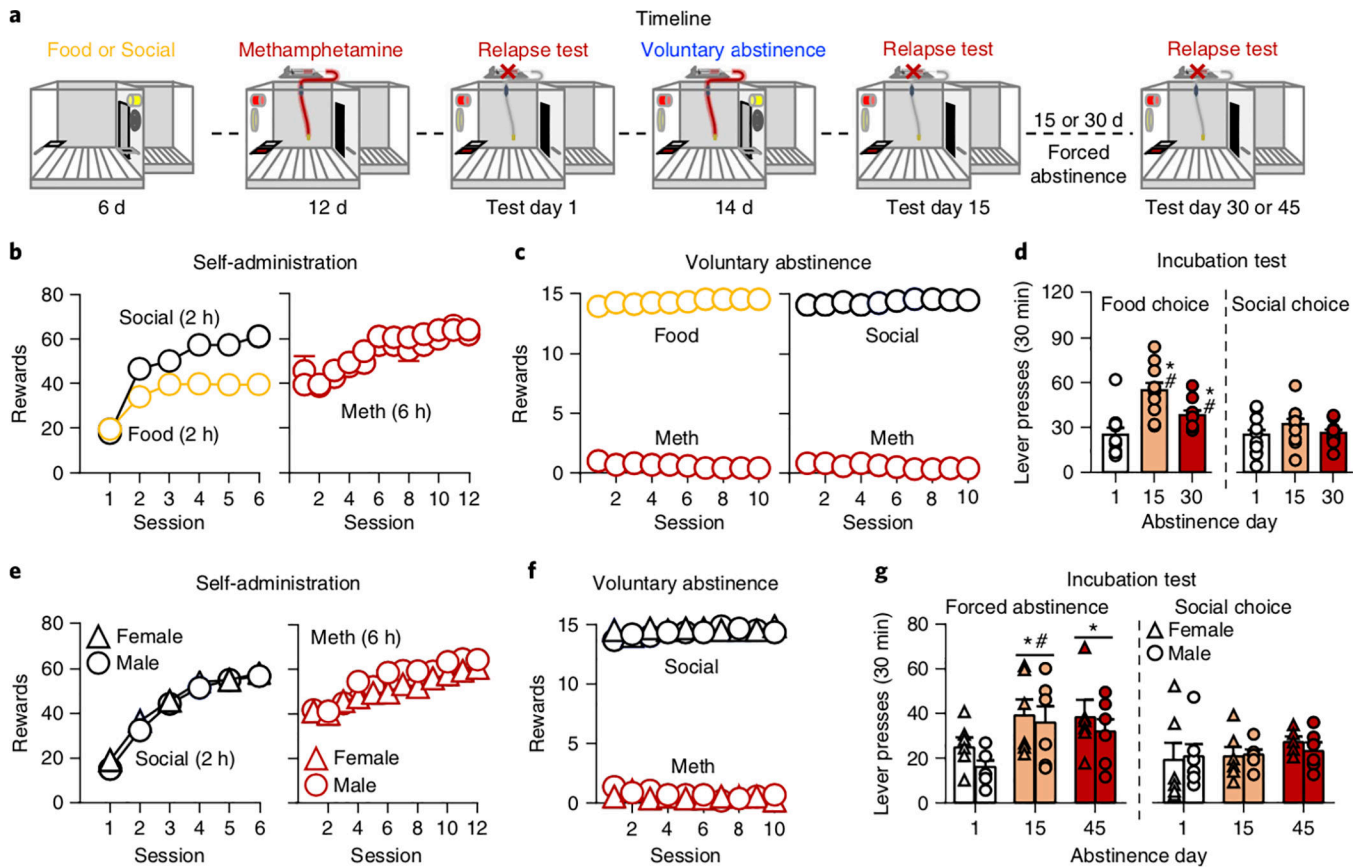 a
Timeline
Food or Social
Methamphetamine
Relapse test
Voluntary abstinence
Relapse test
Relapse test
15 or 30 d
Forced
abstinence
6 d
12 d
Test day 1
14 d
Test day 15
Test day 30 or 45
b
Self-administration
Rewards
80
60
40
20
0
Social (2 h)
Food (2 h)
Meth (6 h)
1 2 3 4 5 6
2 4 6 8 10 12
Session
Session
c
Voluntary abstinence
Rewards
15
10
5
0
Food
Meth
Social
Meth
2 4 6 8 10
2 4 6 8 10
Session
Session
d
Incubation test
Food choice
Social choice
Lever presses (30 min)
120
90
60
30
0
*
#
*
#
1 15 30
1 15 30
Abstinence day
e
Self-administration
Rewards
80
60
40
20
0
Female
Male
Social (2 h)
Meth (6 h)
Female
Male
1 2 3 4 5 6
2 4 6 8 10 12
Session
Session
f
Voluntary abstinence
Rewards
15
10
5
0
Social
Meth
2 4 6 8 10
Session
g
Incubation test
Forced abstinence
Social choice
Female
Male
Lever presses (30 min)
80
60
40
20
0
* #
*
1 15 45
1 15 45
Abstinence day